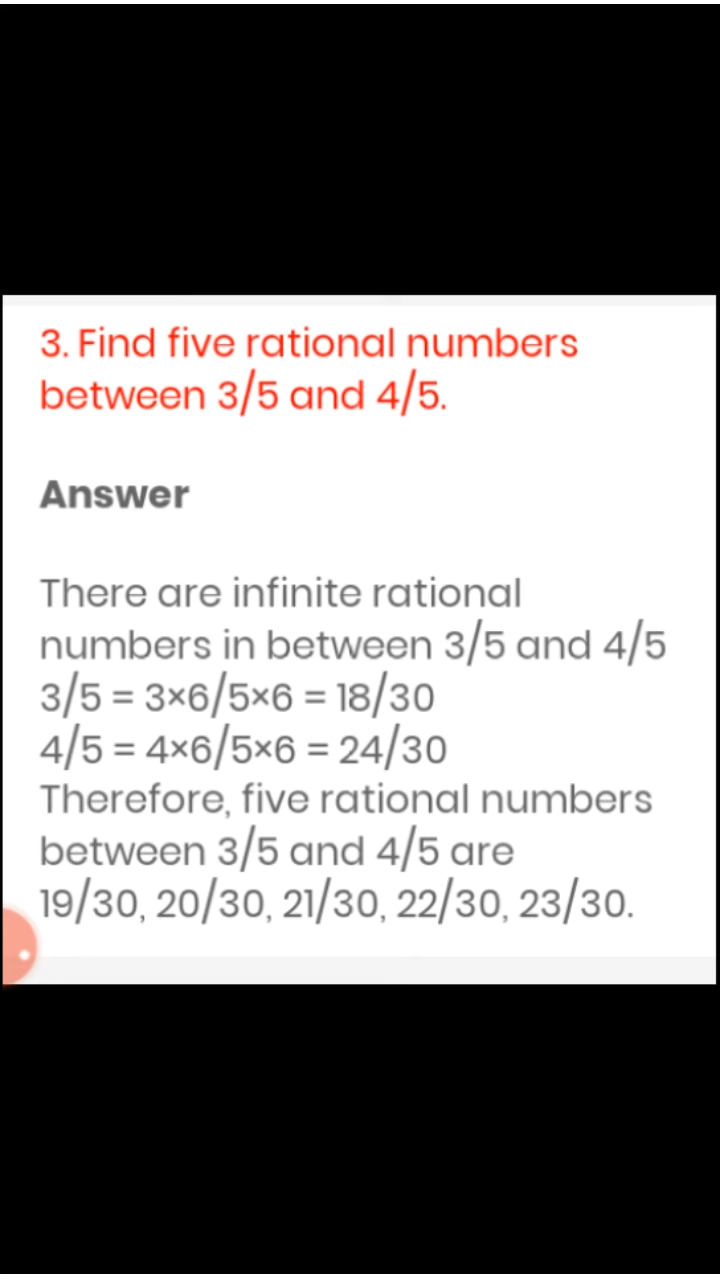 3. Find five rational numbers
between 3/5 and 4/5.
Answer
There are infinite rational
numbers in between 3/5 and 4/5
3/5 = 3×6/5×6 = 18/30
4/5 = 4×6/5×6 = 24/30
Therefore, five rational numbers
between 3/5 and 4/5 are
19/30, 20/30, 21/30, 22/30, 23/30.